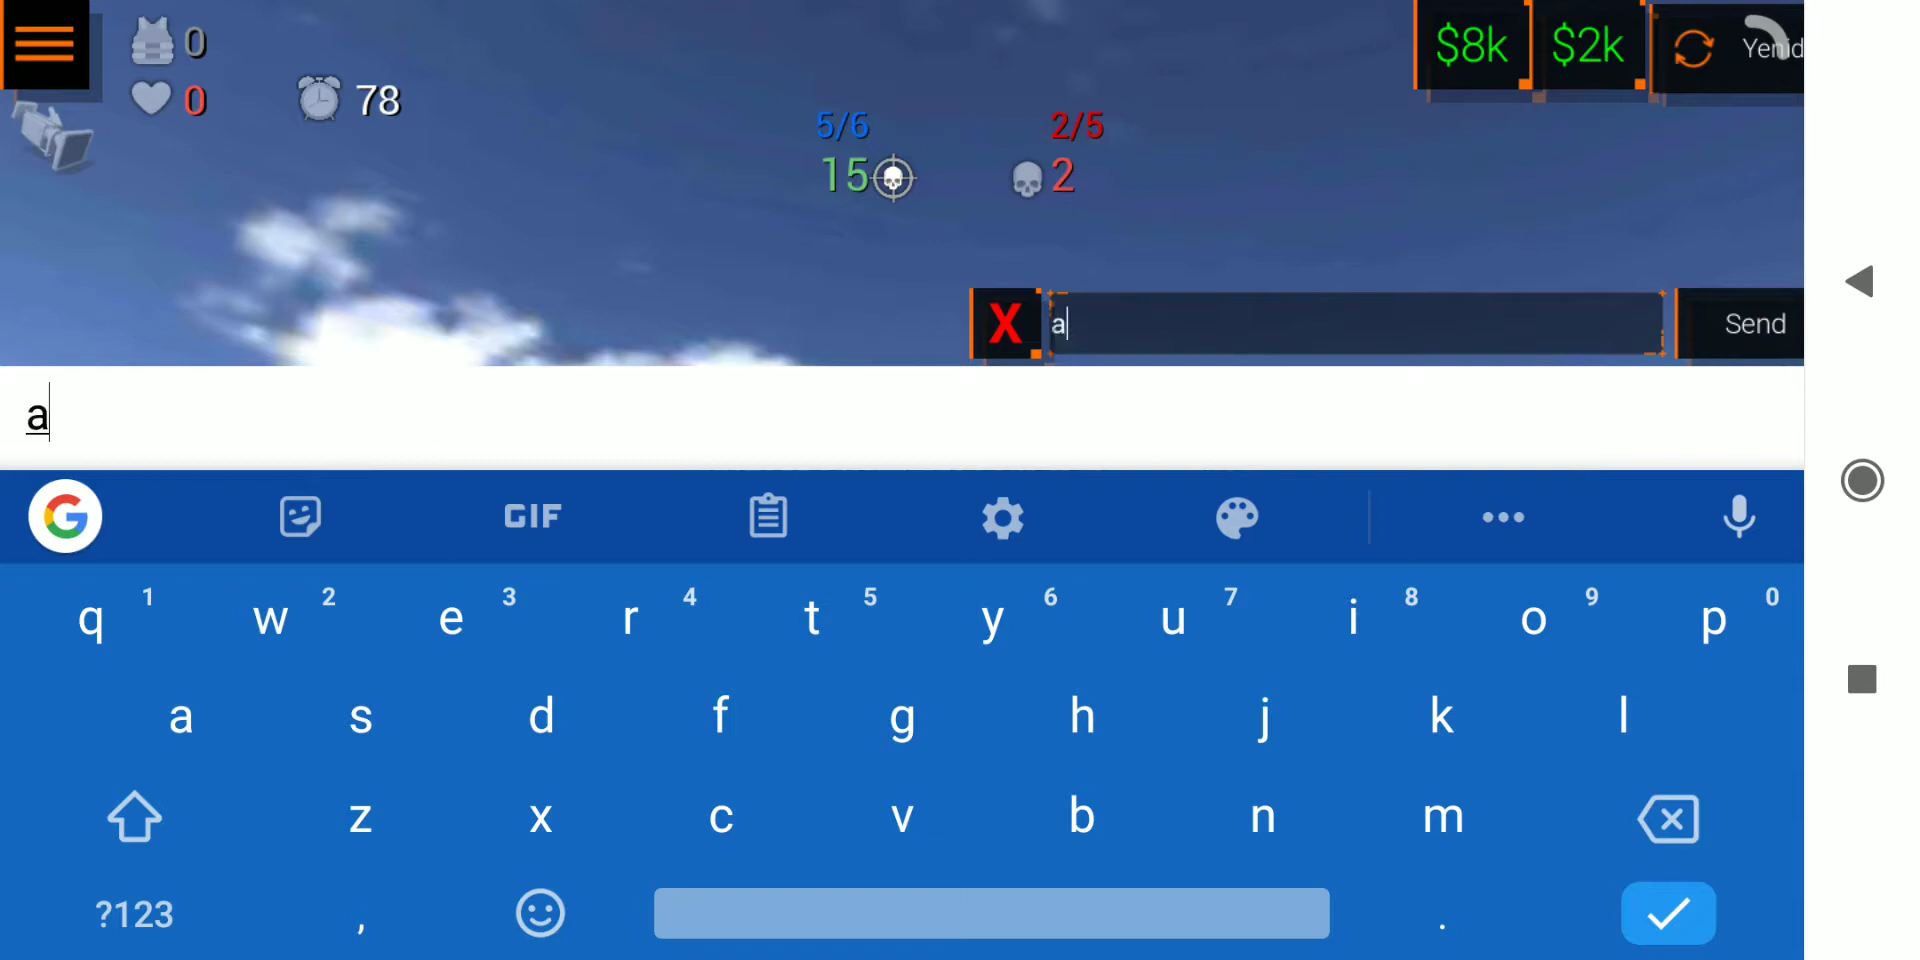 0
$8k $2k Yenid
0 78
5/6 2/5
15 2
X a Send
a
G GIF
q 1 w 2 e 3 r 4 t 5 y 6 u 7 i 8 o 9 p 0
a s d f g h j k l
z x c v b n m
?123 , .